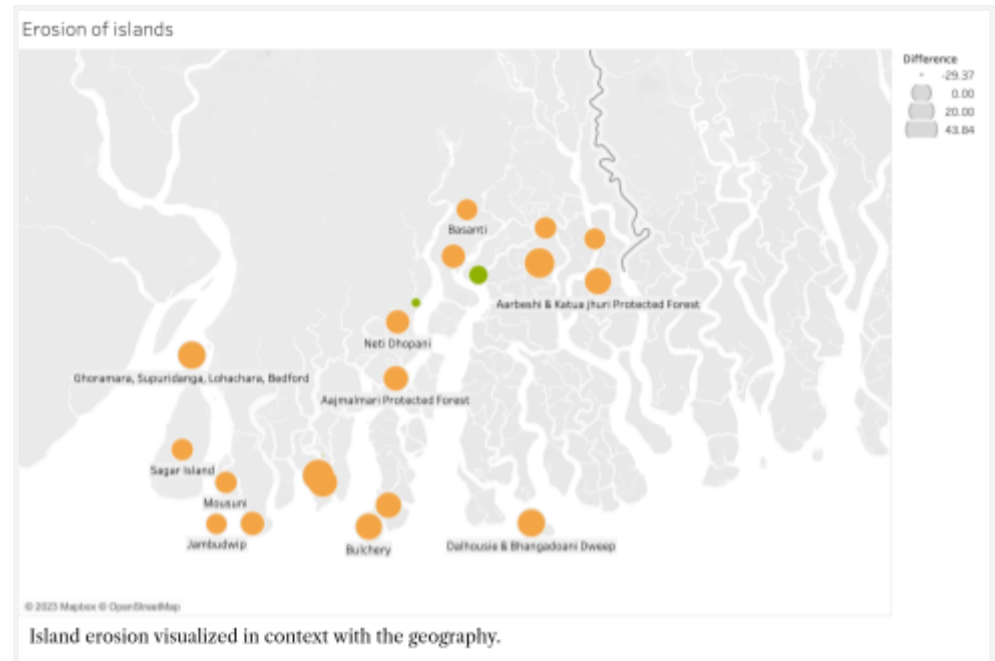 Erosion of islands
Difference
-29.37
0.00
20.00
43.84
Basanti
Aarbeshi & Katua jhuri Protected Forest
Neti Dhopani
Ghoramara, Supuridanga, Lohachara, Bedford
Aajmalmari Protected Forest
Sagar Island
Mousuni
Jambudwip
Bulchery
Dalhousie & Bhangadoani Dweep
© 2023 Mapbox © OpenStreetMap
Island erosion visualized in context with the geography.